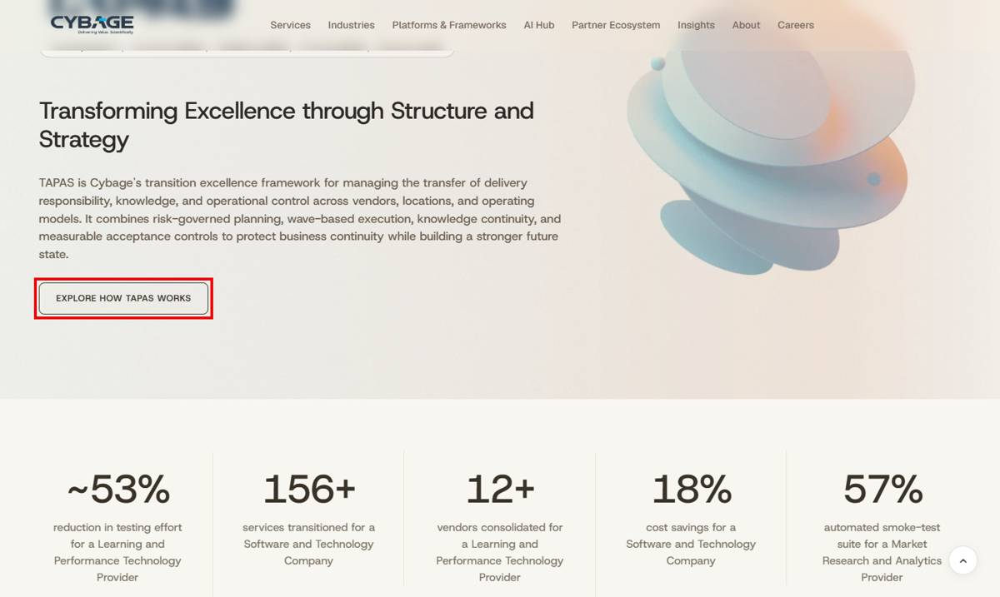 CYBAGE
Delivering Value. Scientifically.
Services
Industries
Platforms & Frameworks
AI Hub
Partner Ecosystem
Insights
About
Careers
Transforming Excellence through Structure and
Strategy
TAPAS is Cybage's transition excellence framework for managing the transfer of delivery
responsibility, knowledge, and operational control across vendors, locations, and operating
models. It combines risk-governed planning, wave-based execution, knowledge continuity, and
measurable acceptance controls to protect business continuity while building a stronger future
state.
EXPLORE HOW TAPAS WORKS
~53%
reduction in testing effort
for a Learning and
Performance Technology
Provider
156+
services transitioned for a
Software and Technology
Company
12+
vendors consolidated for
a Learning and
Performance Technology
Provider
18%
cost savings for a
Software and Technology
Company
57%
automated smoke-test
suite for a Market
Research and Analytics
Provider